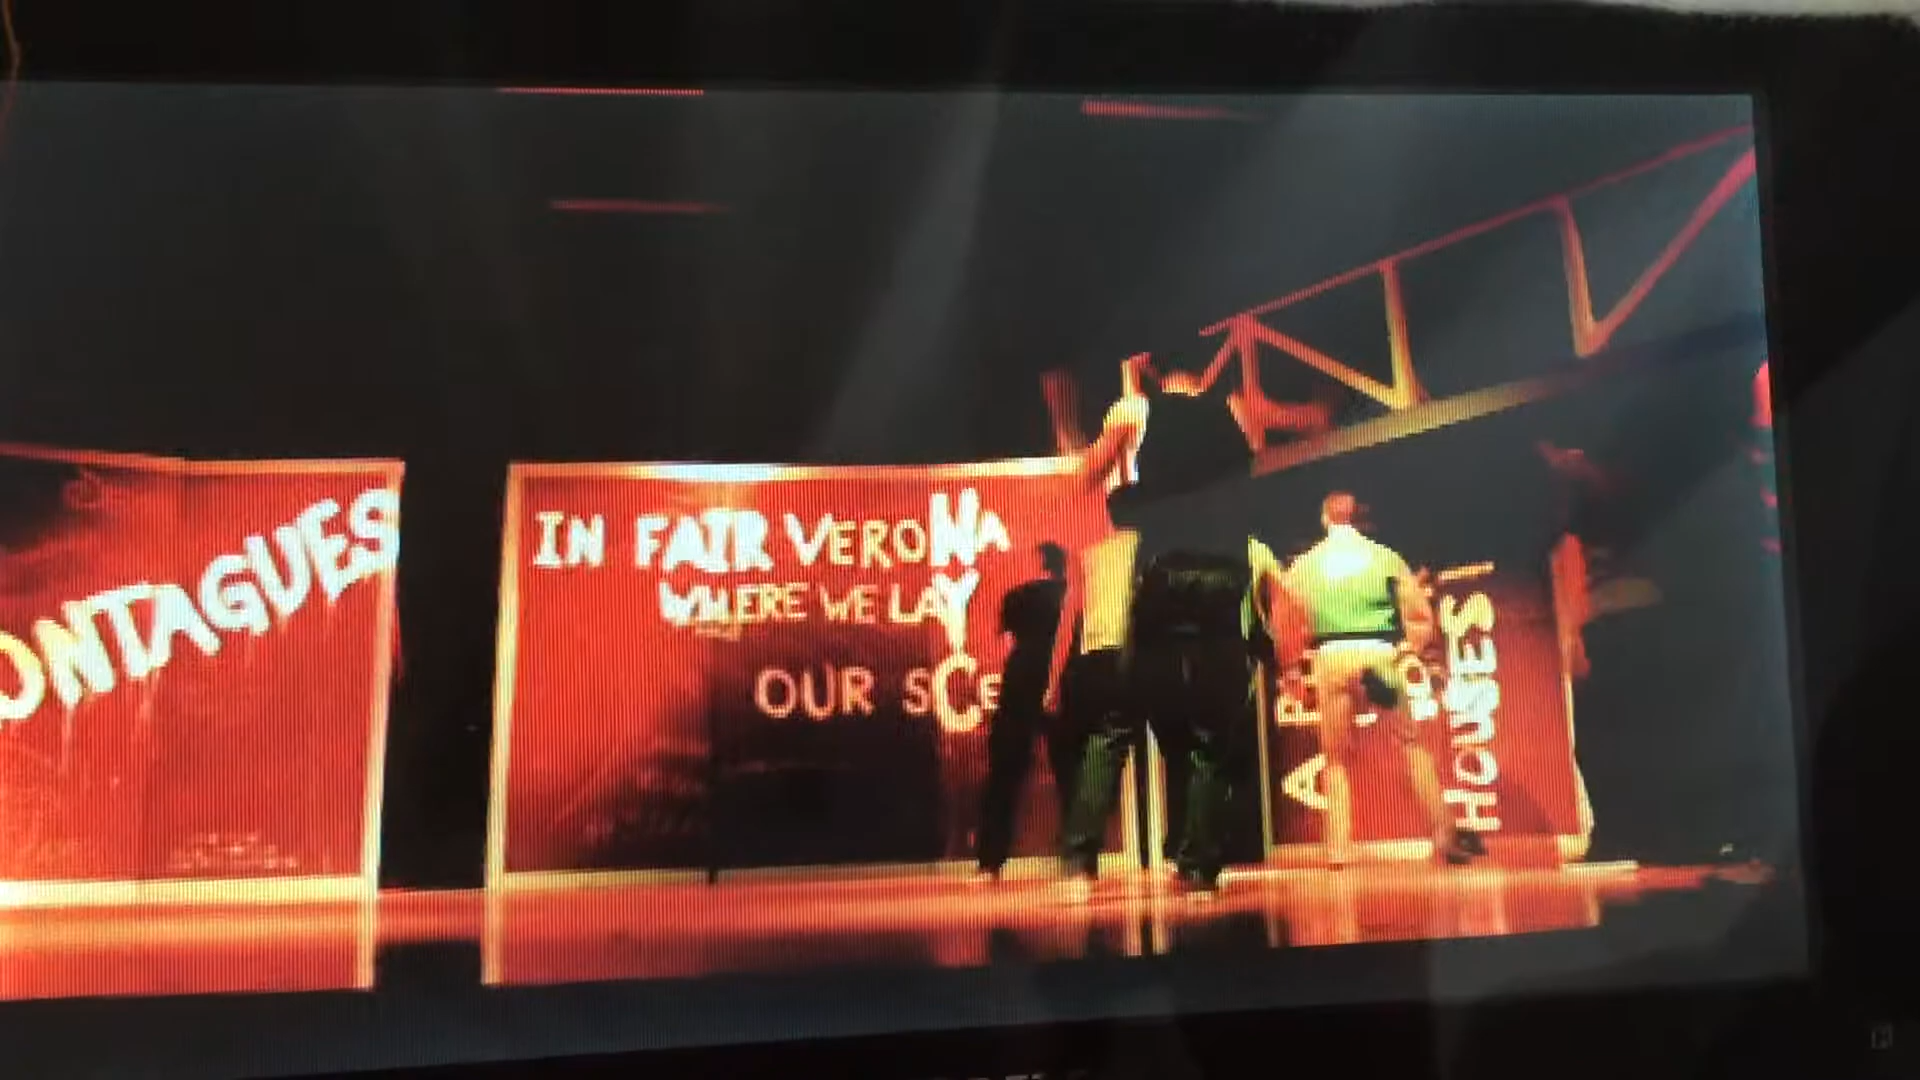 ONTAGUES
IN FAIR VERONA
WHERE WE LAY
OUR SCE
A
HOUSES!